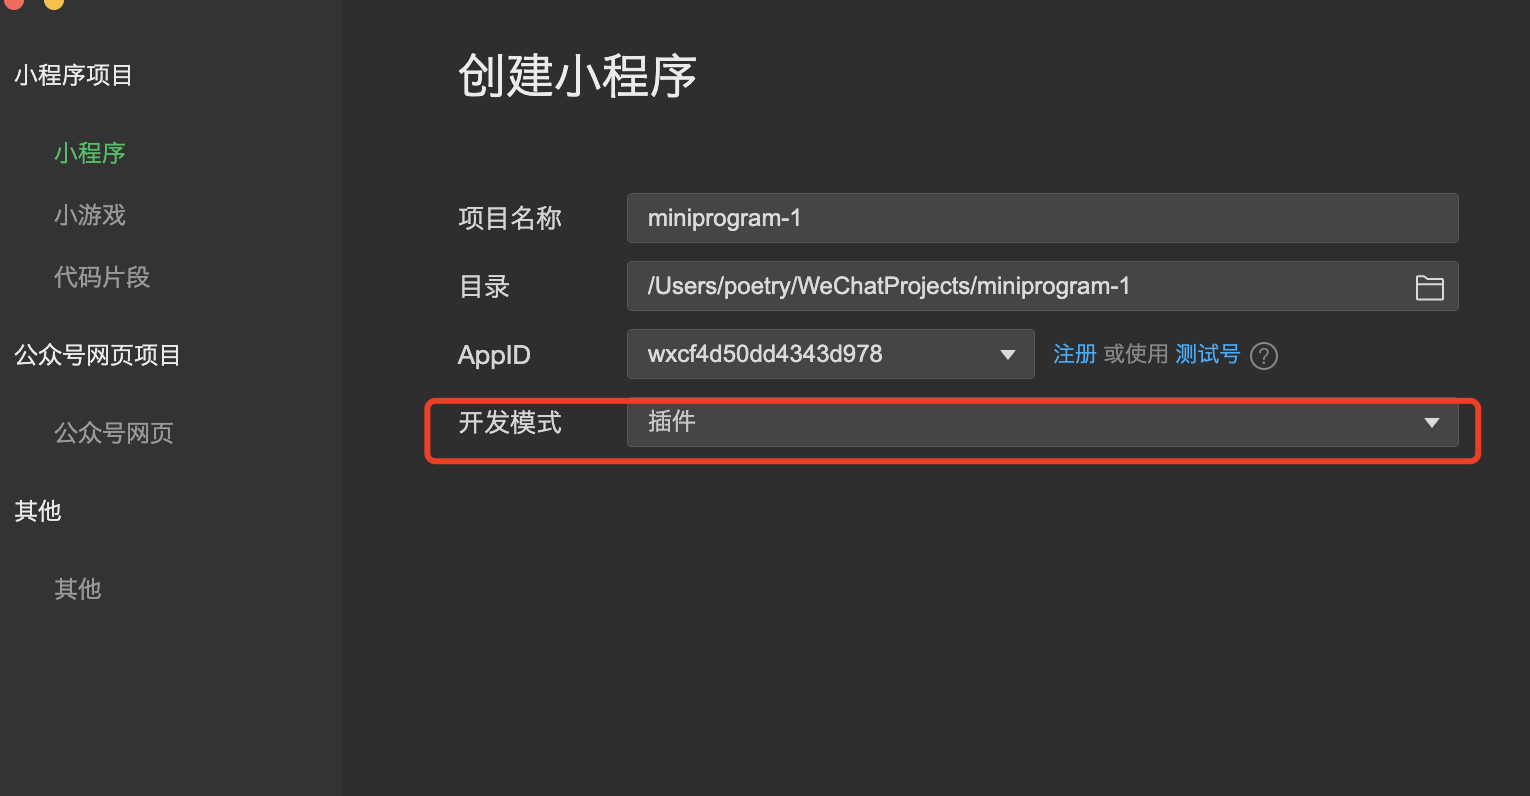 小程序项目
小程序
小游戏
代码片段
公众号网页项目
公众号网页
其他
其他
创建小程序
项目名称 miniprogram-1
目录 /Users/poetry/WeChatProjects/miniprogram-1
AppID wxcf4d50dd4343d978 注册 或使用 测试号 ?
开发模式 插件